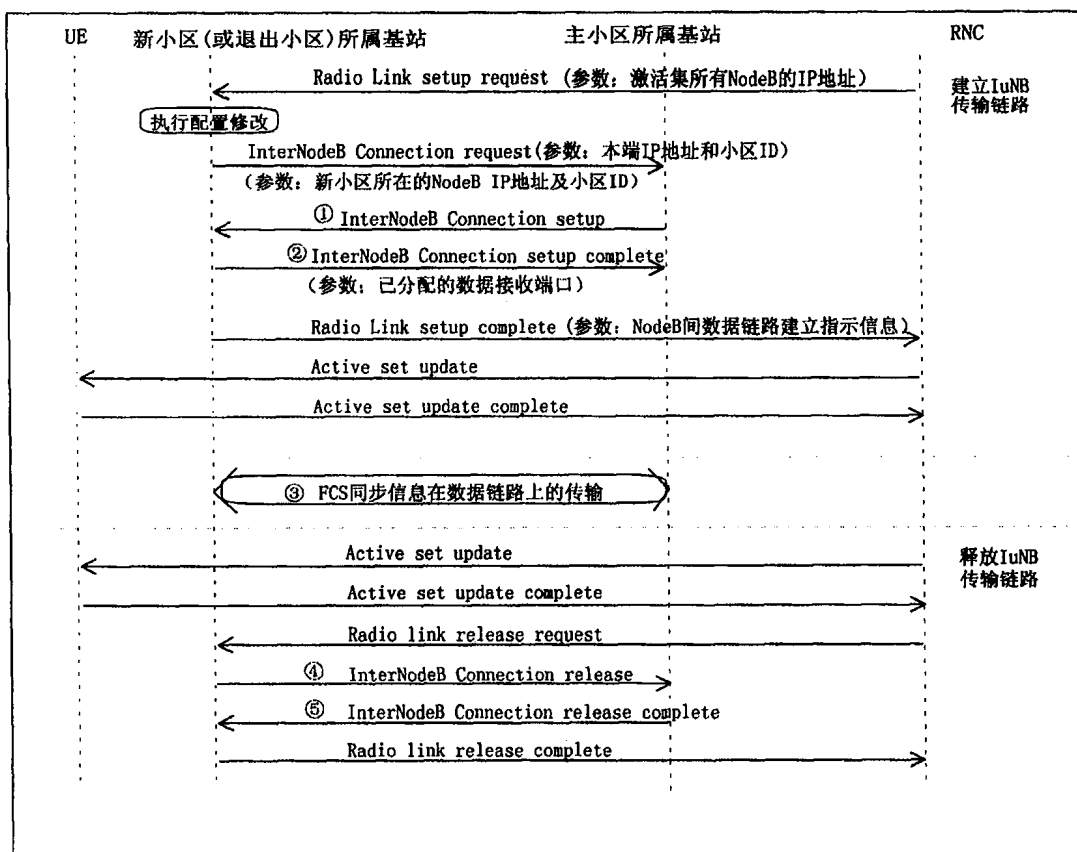 UE 新小区(或退出小区)所属基站 主小区所属基站 RNC
Radio Link setup request (参数：激活集所有NodeB的IP地址)
建立IuNB
传输链路
执行配置修改
InterNodeB Connection request(参数：本端IP地址和小区ID)
(参数：新小区所在的NodeB IP地址及小区ID)
① InterNodeB Connection setup
② InterNodeB Connection setup complete
(参数：已分配的数据接收端口)
Radio Link setup complete (参数：NodeB间数据链路建立指示信息)
Active set update
Active set update complete
③ FCS同步信息在数据链路上的传输
Active set update
释放IuNB
传输链路
Active set update complete
Radio link release request
④ InterNodeB Connection release
⑤ InterNodeB Connection release complete
Radio link release complete